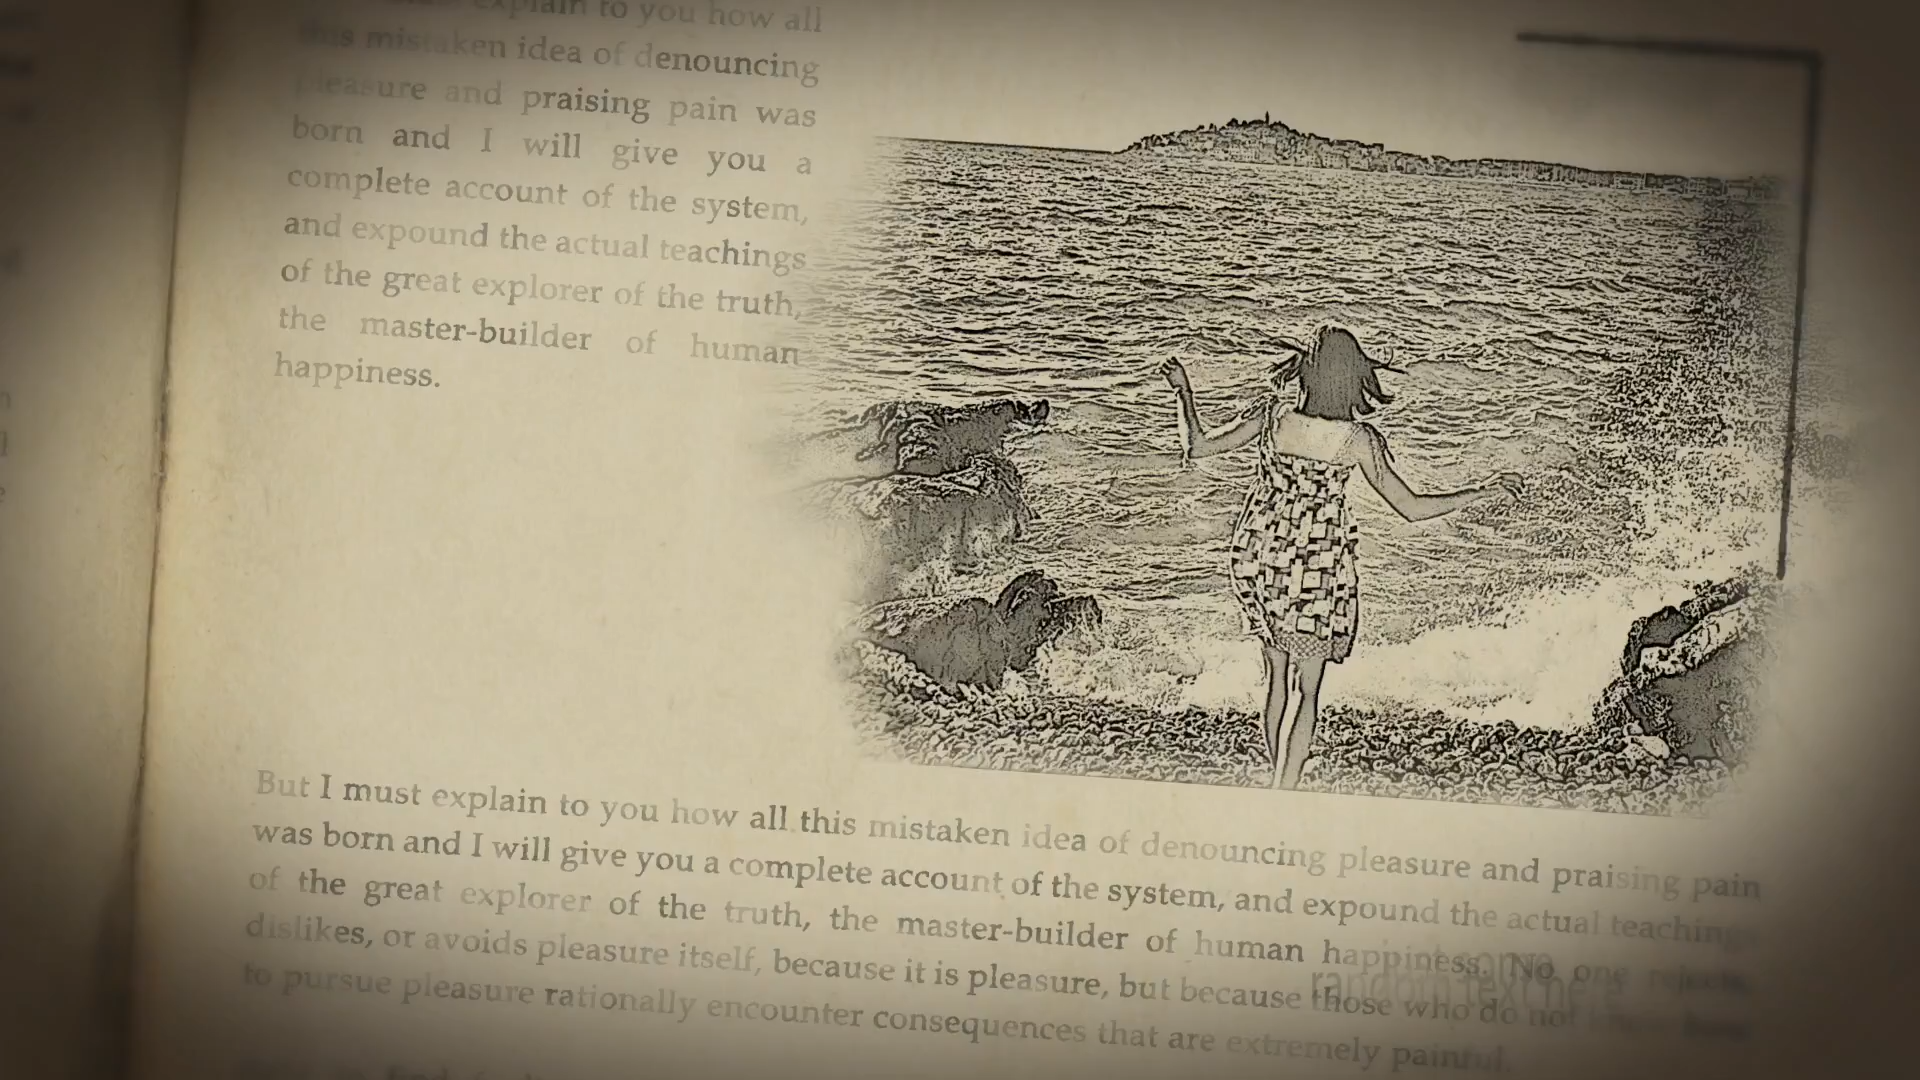 explain to you how all
this mistaken idea of denouncing
pleasure and praising pain was
born and I will give you a
complete account of the system,
and expound the actual teachings
of the great explorer of the truth,
the master-builder of human
happiness.
But I must explain to you how all this mistaken idea of denouncing pleasure and praising pain
was born and I will give you a complete account of the system, and expound the actual teachings
of the great explorer of the truth, the master-builder of human happiness. No one rejects,
dislikes, or avoids pleasure itself, because it is pleasure, but because those who do not
to pursue pleasure rationally encounter consequences that are extremely painful.
random text here